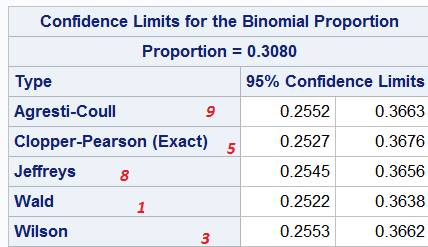 Confidence Limits for the Binomial Proportion
Proportion = 0.3080
Type 95% Confidence Limits
Agresti-Coull 9 0.2552 0.3663
Clopper-Pearson (Exact) 5 0.2527 0.3676
Jeffreys 8 0.2545 0.3656
Wald 1 0.2522 0.3638
Wilson 3 0.2553 0.3662